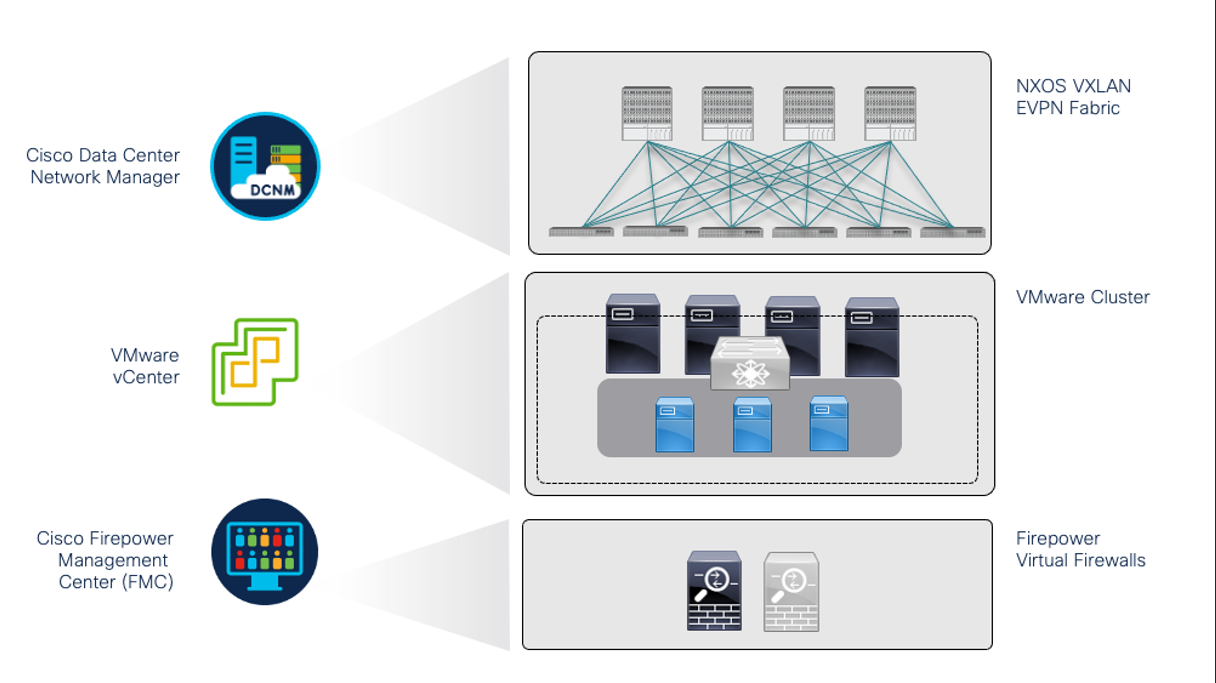 NXOS VXLAN
EVPN Fabric
Cisco Data Center
Network Manager
DCNM
VMware Cluster
VMware
vCenter
Cisco Firepower
Management
Center (FMC)
Firepower
Virtual Firewalls